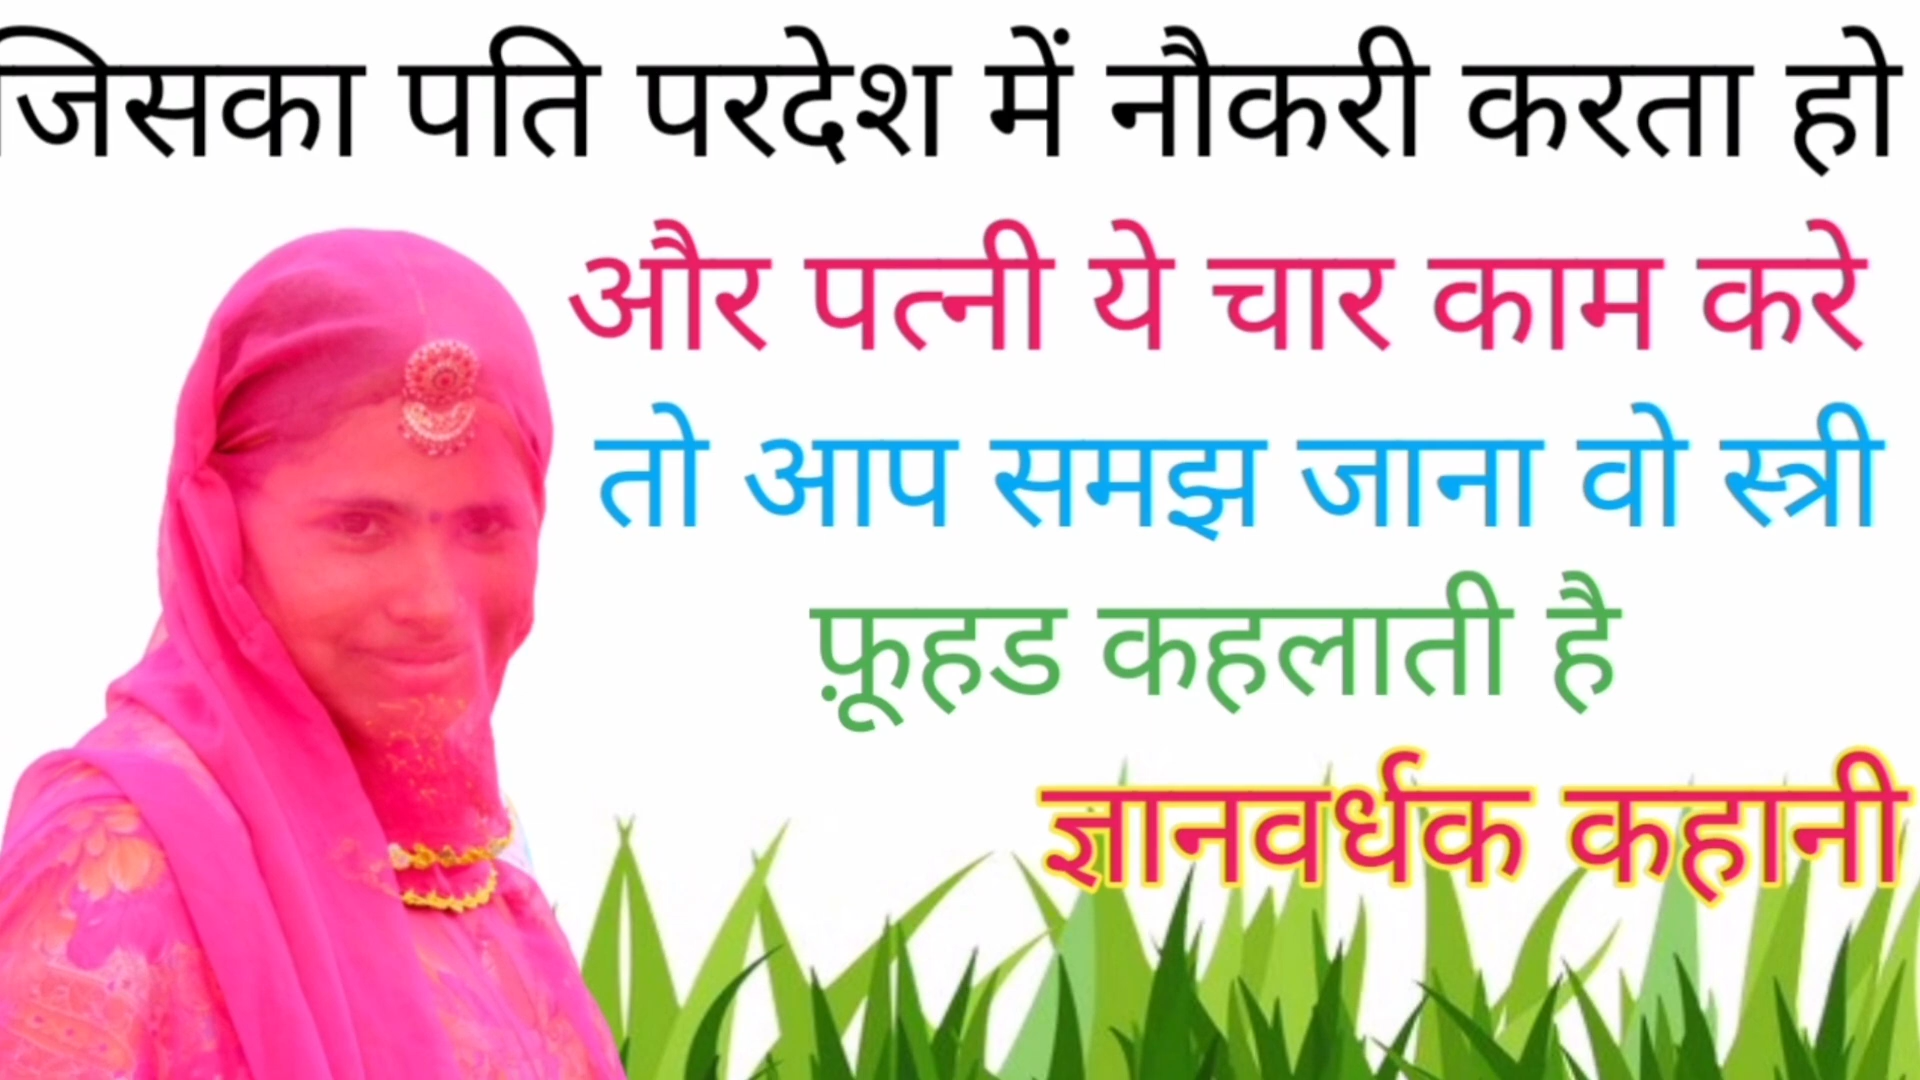 जिसका पति परदेश में नौकरी करता हो
और पत्नी ये चार काम करे
तो आप समझ जाना वो स्त्री
फ़ूहड कहलाती है
ज्ञानवर्धक कहानी